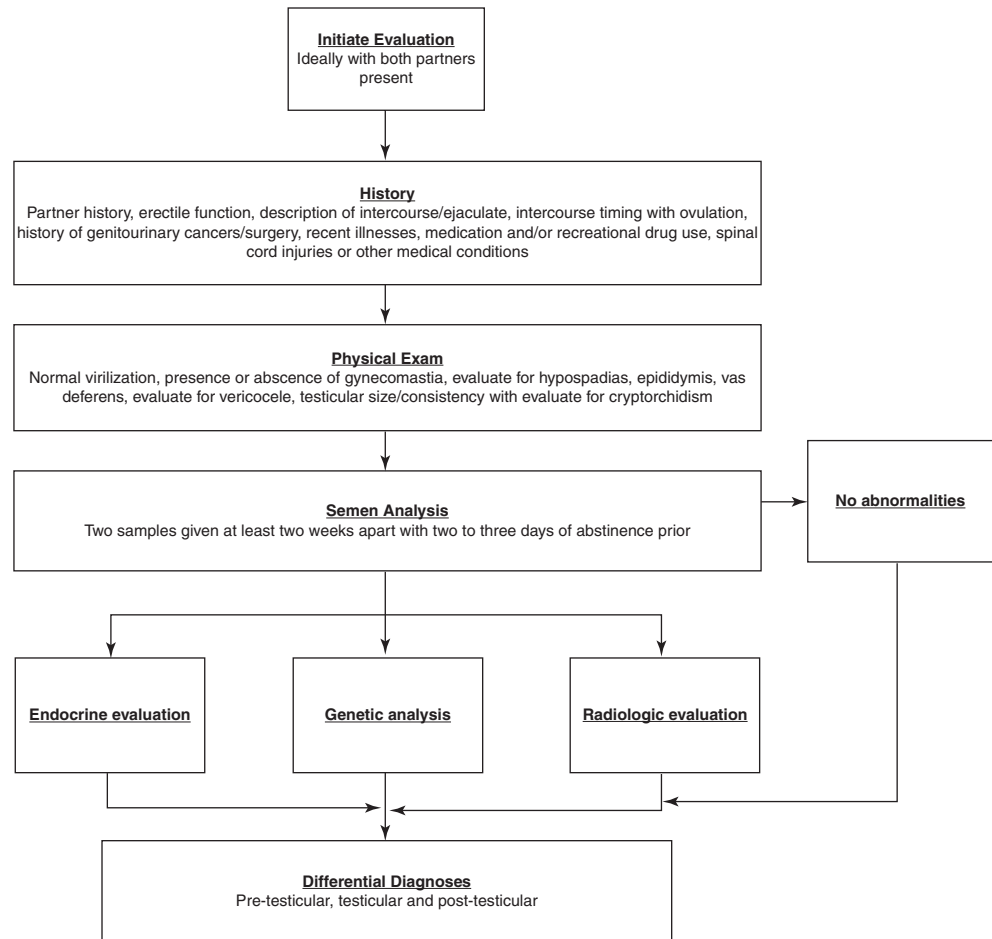 Initiate Evaluation
Ideally with both partners
present
History
Partner history, erectile function, description of intercourse/ejaculate, intercourse timing with ovulation,
history of genitourinary cancers/surgery, recent illnesses, medication and/or recreational drug use, spinal
cord injuries or other medical conditions
Physical Exam
Normal virilization, presence or abscence of gynecomastia, evaluate for hypospadias, epididymis, vas
deferens, evaluate for vericocele, testicular size/consistency with evaluate for cryptorchidism
Semen Analysis
Two samples given at least two weeks apart with two to three days of abstinence prior
No abnormalities
Endocrine evaluation
Genetic analysis
Radiologic evaluation
Differential Diagnoses
Pre-testicular, testicular and post-testicular